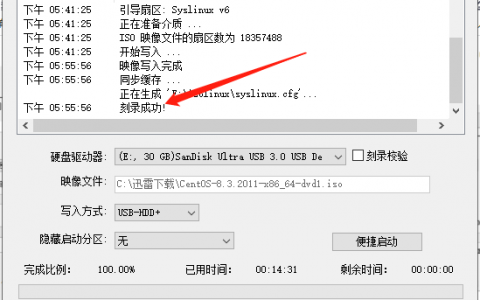 下午 05:41:25 引导扇区: Syslinux v6
下午 05:41:25 正在准备介质 ...
下午 05:41:25 ISO 映像文件的扇区数为 18357488
下午 05:41:25 开始写入 ...
下午 05:55:56 映像写入完成
下午 05:55:56 同步缓存 ...
正在生成 'E:\isolinux\syslinux.cfg'...
下午 05:55:56 刻录成功!
硬盘驱动器: (E:, 30 GB)SanDisk Ultra USB 3.0 USB De 刻录校验
映像文件: C:\迅雷下载\CentOS-8.3.2011-x86_64-dvd1.iso
写入方式: USB-HDD+
隐藏启动分区: 无 便捷启动
完成比例: 100.00% 已用时间: 00:14:31 剩余时间: 00:00:00